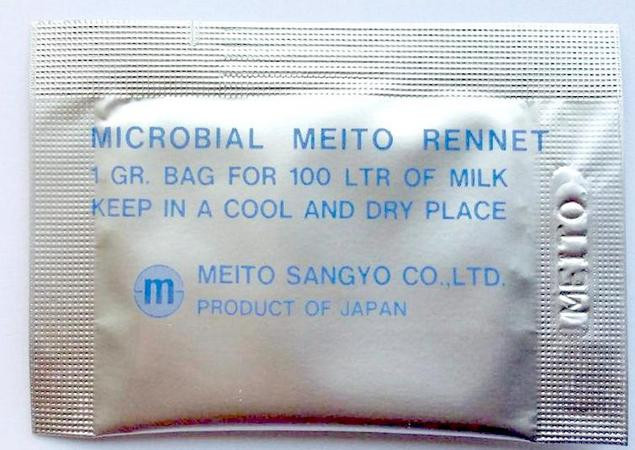 MICROBIAL MEITO RENNET
1 GR. BAG FOR 100 LTR OF MILK
KEEP IN A COOL AND DRY PLACE
m
MEITO SANGYO CO.,LTD.
PRODUCT OF JAPAN
MEITO